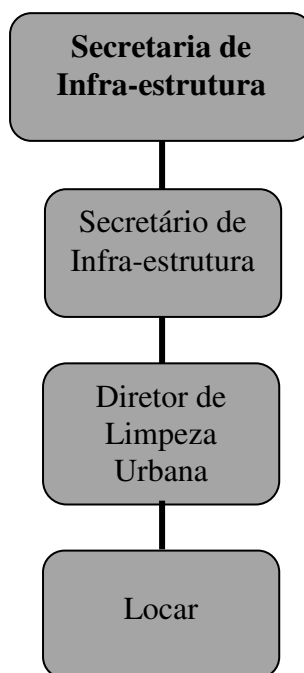 Secretaria de
Infra-estrutura
Secretário de
Infra-estrutura
Diretor de
Limpeza
Urbana
Locar